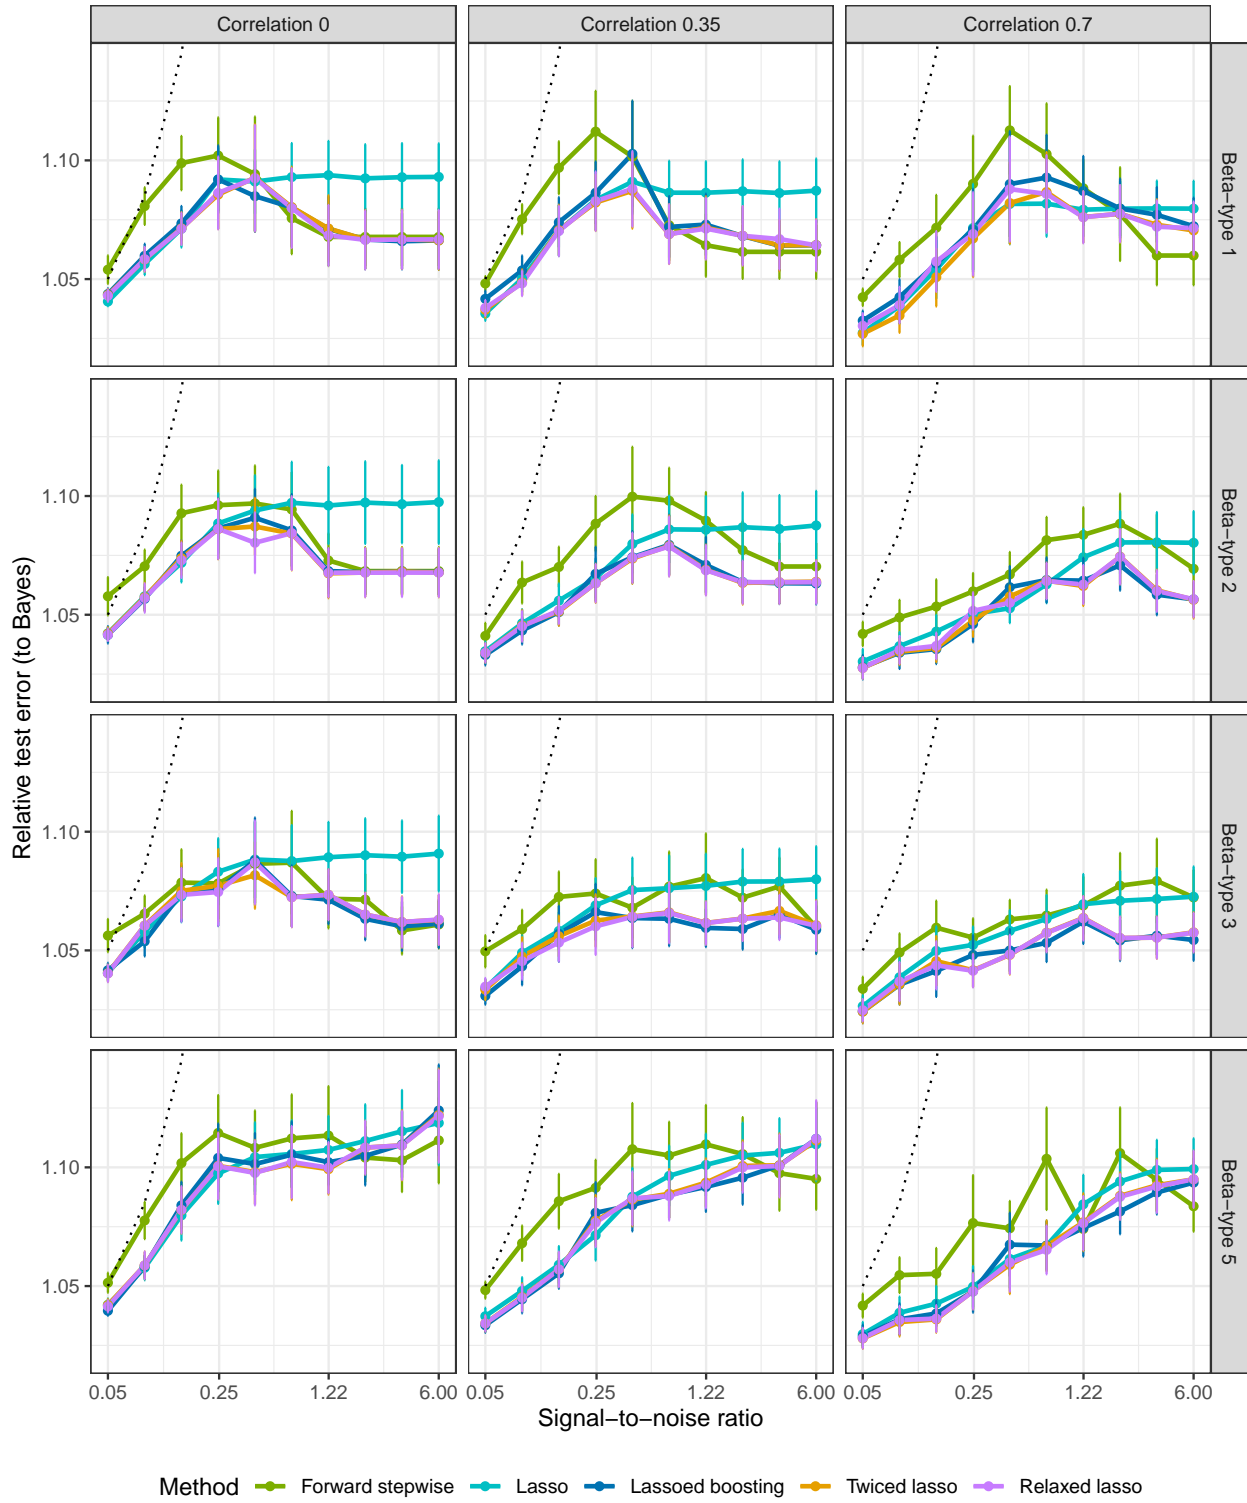 Correlation 0
Correlation 0.35
Correlation 0.7
Relative test error (to Bayes)
1.10
1.05
Beta−type 1
1.10
1.05
Beta−type 2
1.10
1.05
Beta−type 3
1.10
1.05
Beta−type 5
0.05 0.25 1.22 6.00
0.05 0.25 1.22 6.00
0.05 0.25 1.22 6.00
Signal−to−noise ratio
Method Forward stepwise Lasso Lassoed boosting Twiced lasso Relaxed lasso